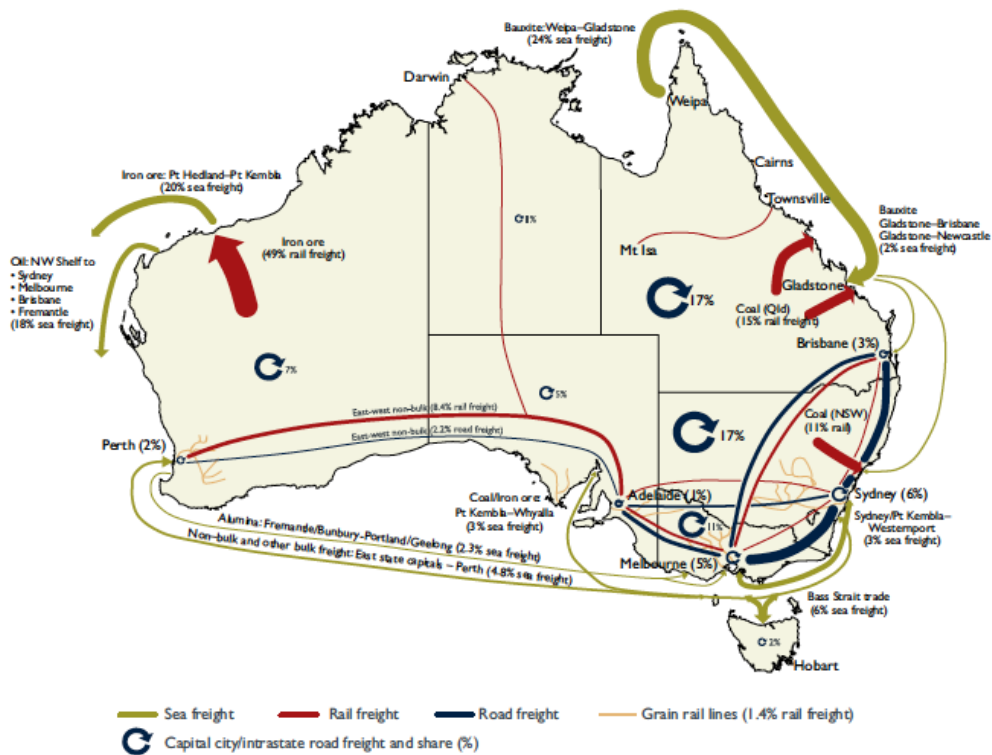 Bauxite: Weipa–Gladstone
(24% sea freight)
Darwin
Weipa
Cairns
Iron ore: Pt Hedland–Pt Kembla
(20% sea freight)
Townsville
Bauxite
Gladstone–Brisbane
Gladstone–Newcastle
(2% sea freight)
Iron ore
(49% rail freight)
Mt Isa
Oil: NW Shelf to
• Sydney
• Melbourne
• Brisbane
• Fremantle
(18% sea freight)
Gladstone
17%
Coal (Qld)
(15% rail freight)
Brisbane (3%)
7%
5%
East-west non-bulk (8.4% rail freight)
Coal (NSW)
(11% rail)
East-west non-bulk (2.2% road freight)
17%
Perth (2%)
Coal/Iron ore:
Pt Kembla–Whyalla
(3% sea freight)
Adelaide (1%)
Sydney (6%)
11%
Sydney/Pt Kembla–
Westernport
(3% sea freight)
Alumina: Fremande/Bunbury-Portland/Geelong (2.3% sea freight)
Non-bulk and other bulk freight: East state capitals – Perth (4.8% sea freight)
Melbourne (5%)
Bass Strait trade
(6% sea freight)
2%
Hobart
Sea freight
Rail freight
Road freight
Grain rail lines (1.4% rail freight)
Capital city/intrastate road freight and share (%)